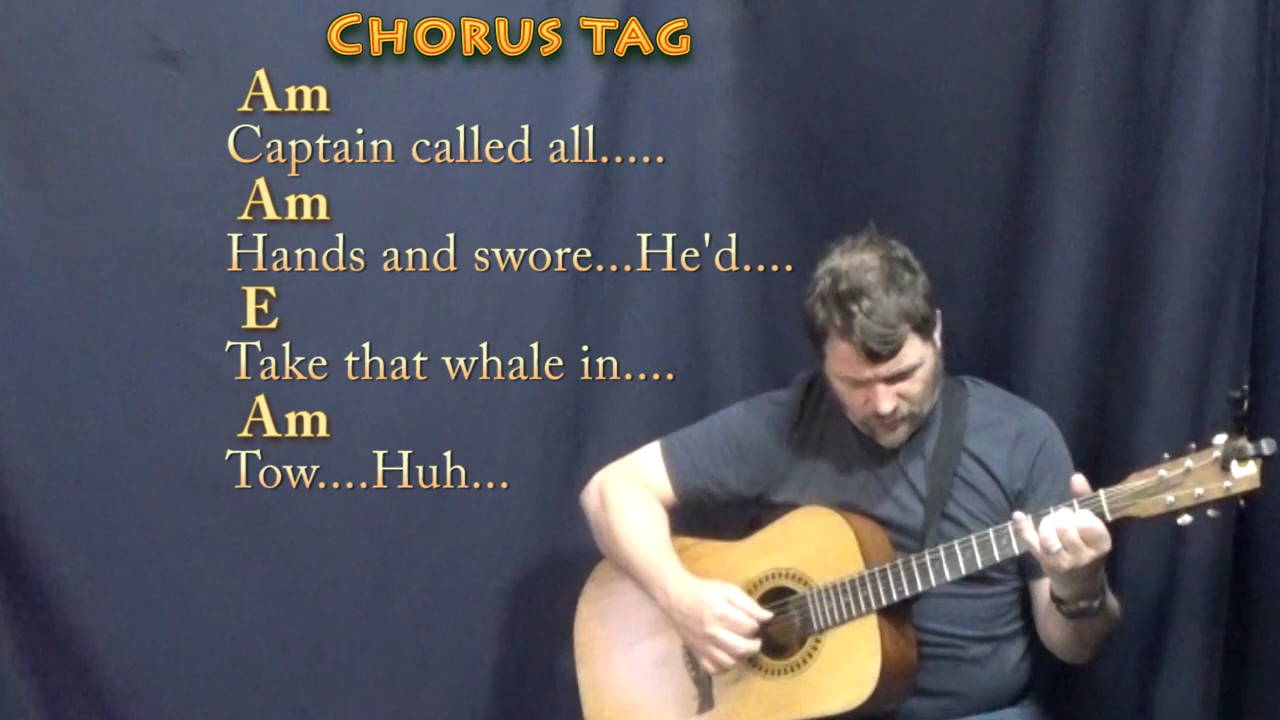 CHORUS TAG
Am
Captain called all.....
Am
Hands and swore...He'd....
E
Take that whale in....
Am
Tow....Huh...